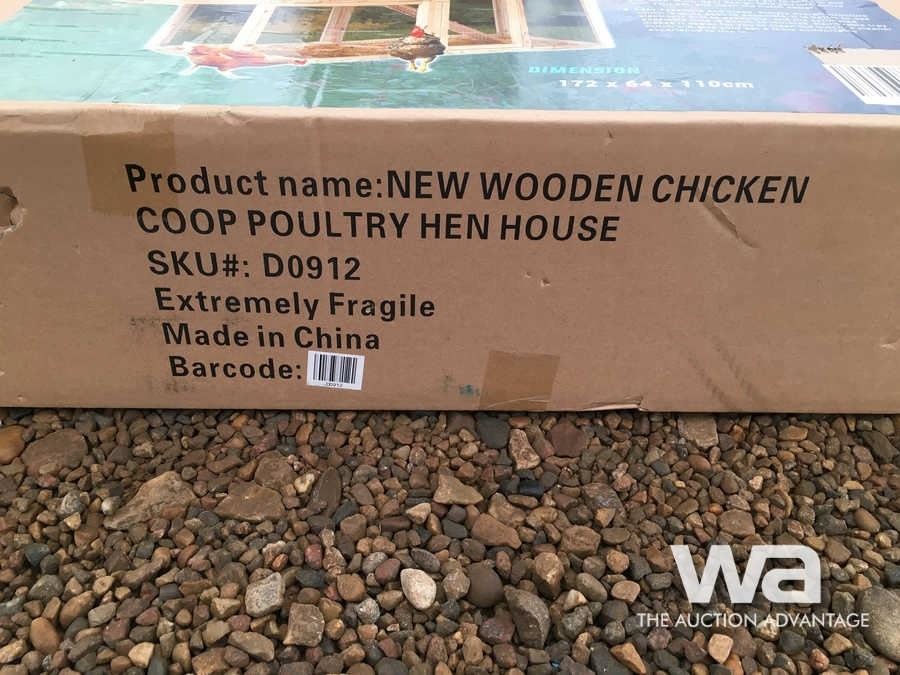 DIMENSION
172 x 64 x 110cm
Product name:NEW WOODEN CHICKEN
COOP POULTRY HEN HOUSE
SKU#: D0912
Extremely Fragile
Made in China
Barcode:
D0912
wa
THE AUCTION ADVANTAGE